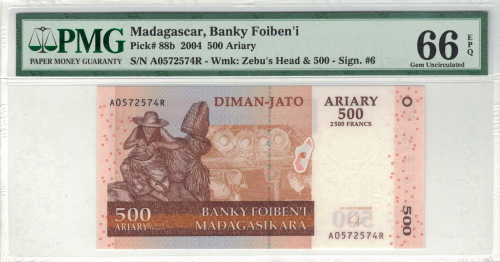 PMG
PAPER MONEY GUARANTY
Madagascar, Banky Foiben'i
Pick# 88b 2004 500 Ariary
S/N A0572574R - Wmk: Zebu's Head & 500 - Sign. #6
66 EPQ
Gem Uncirculated
A0572574R
DIMAN-JATO
ARIARY
500
2500 FRANCS
500
ARIARY
BANKY FOIBEN'I
MADAGASIKARA
500
A0572574R
500